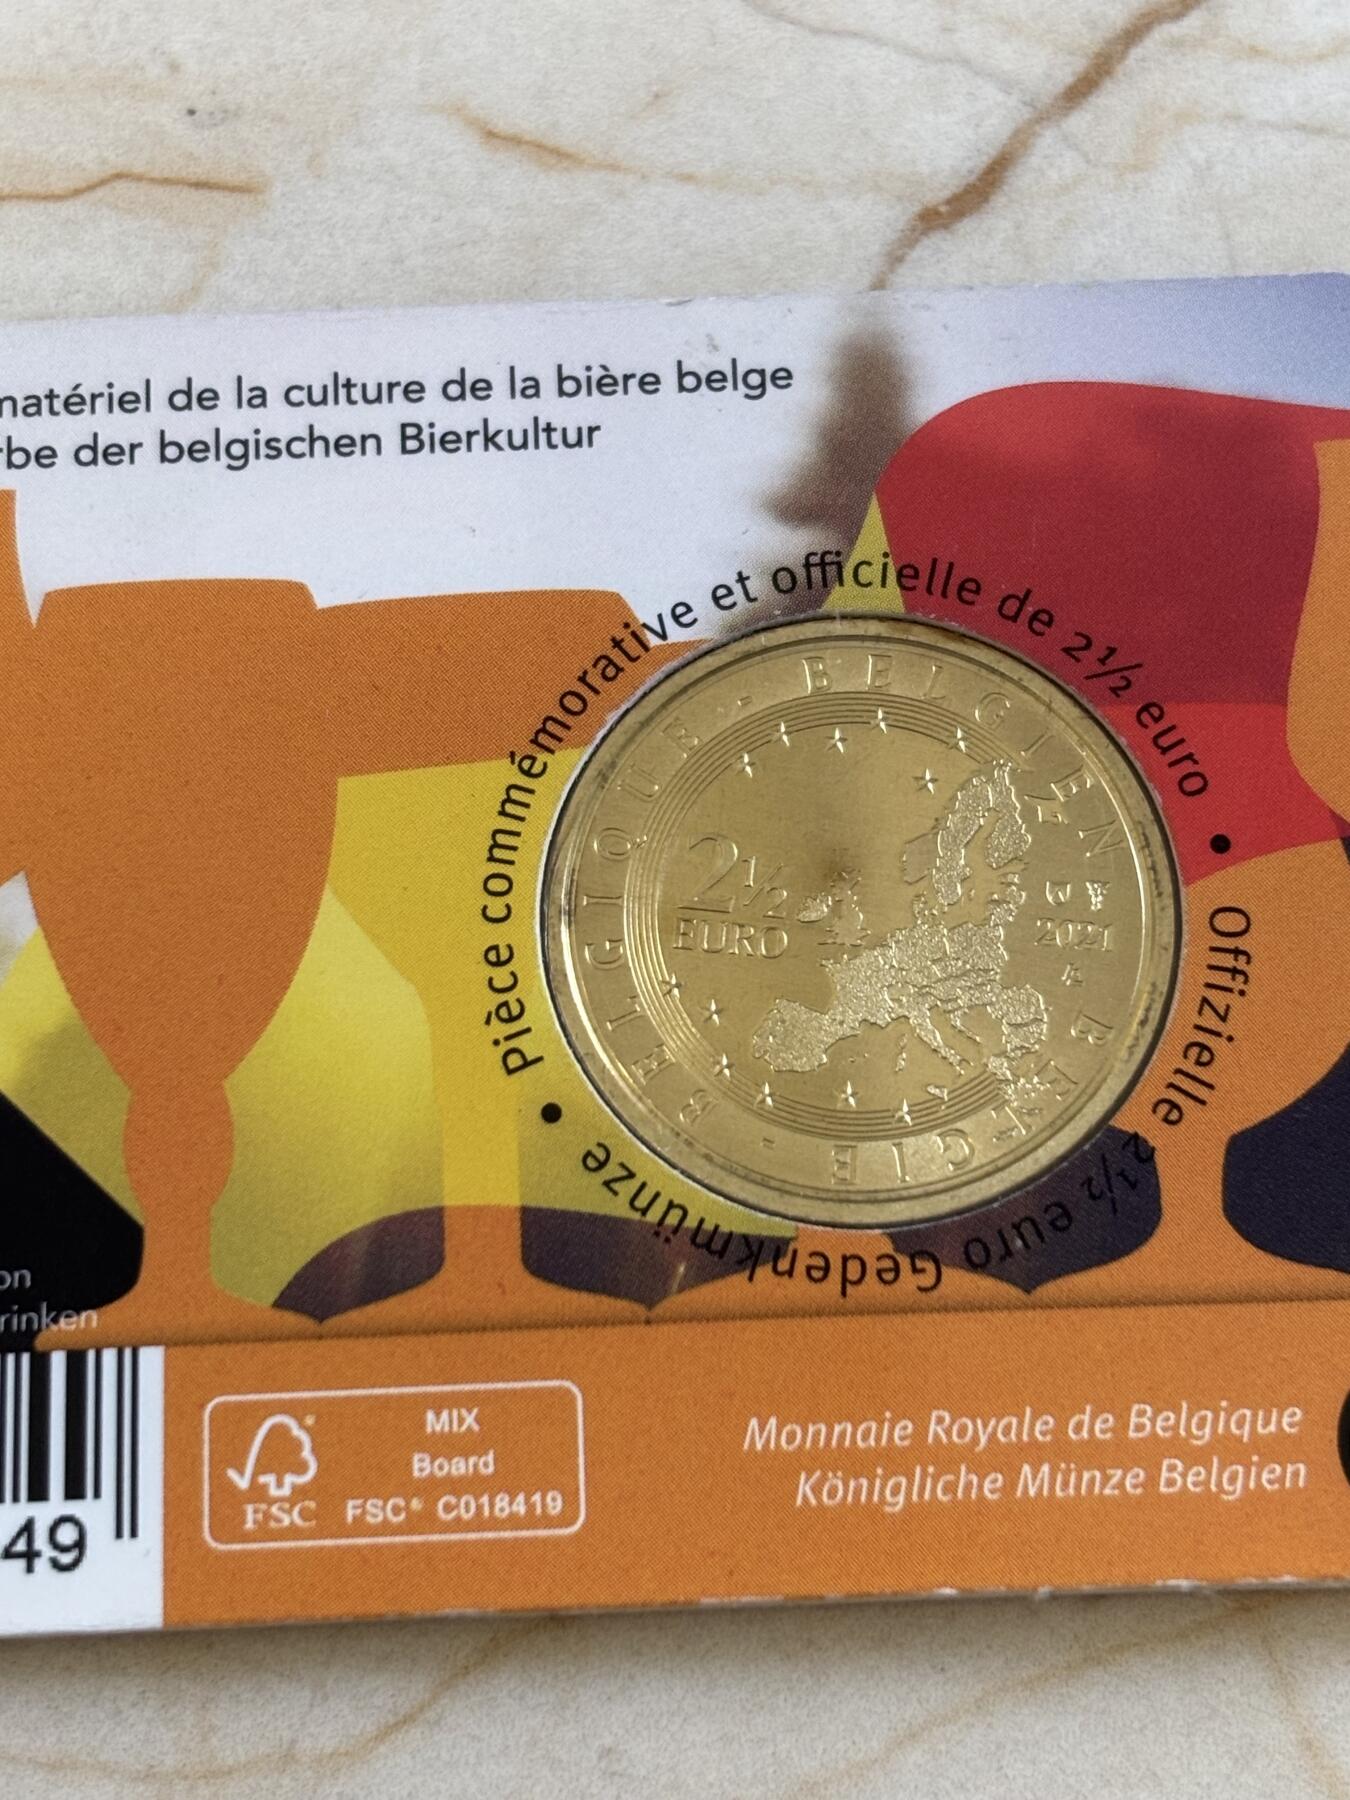 matériel de la culture de la bière belge
rbe der belgischen Bierkultur
Pièce commémorative et officielle de 2½ euro •
Offizielle 2½ euro Gedenkmünze •
BELGIQUE - BELGIEN
BELGIE -
2½
EURO
2021
on
rinken
49
MIX
Board
FSC® C018419
FSC
Monnaie Royale de Belgique
Königliche Münze Belgien